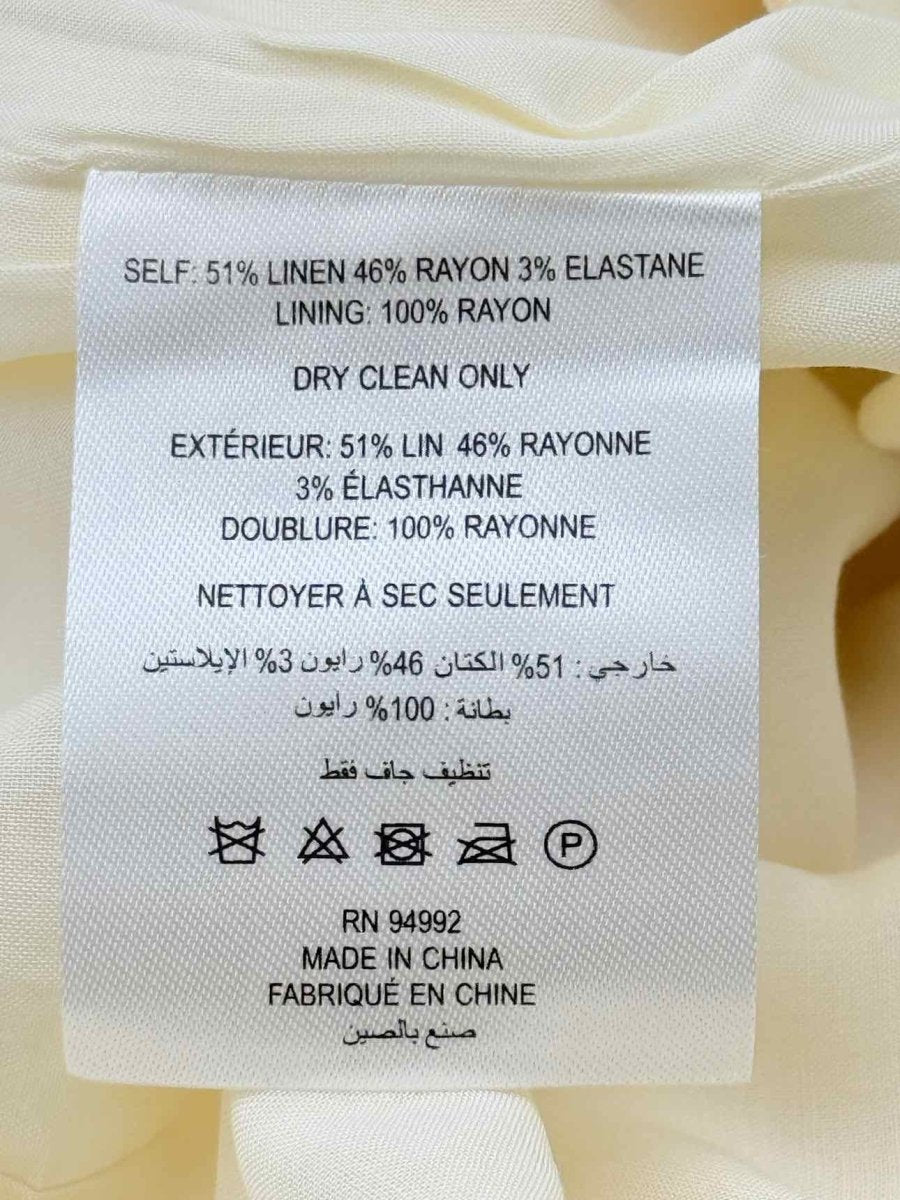 SELF: 51% LINEN 46% RAYON 3% ELASTANE
LINING: 100% RAYON
DRY CLEAN ONLY
EXTÉRIEUR: 51% LIN 46% RAYONNE
3% ÉLASTHANNE
DOUBLURE: 100% RAYONNE
NETTOYER À SEC SEULEMENT
خارجي: 51% الكتان 46% رايون 3% الإيلاستين
بطانة: 100% رايون
تنظيف جاف فقط
P
RN 94992
MADE IN CHINA
FABRIQUÉ EN CHINE
صنع بالصين